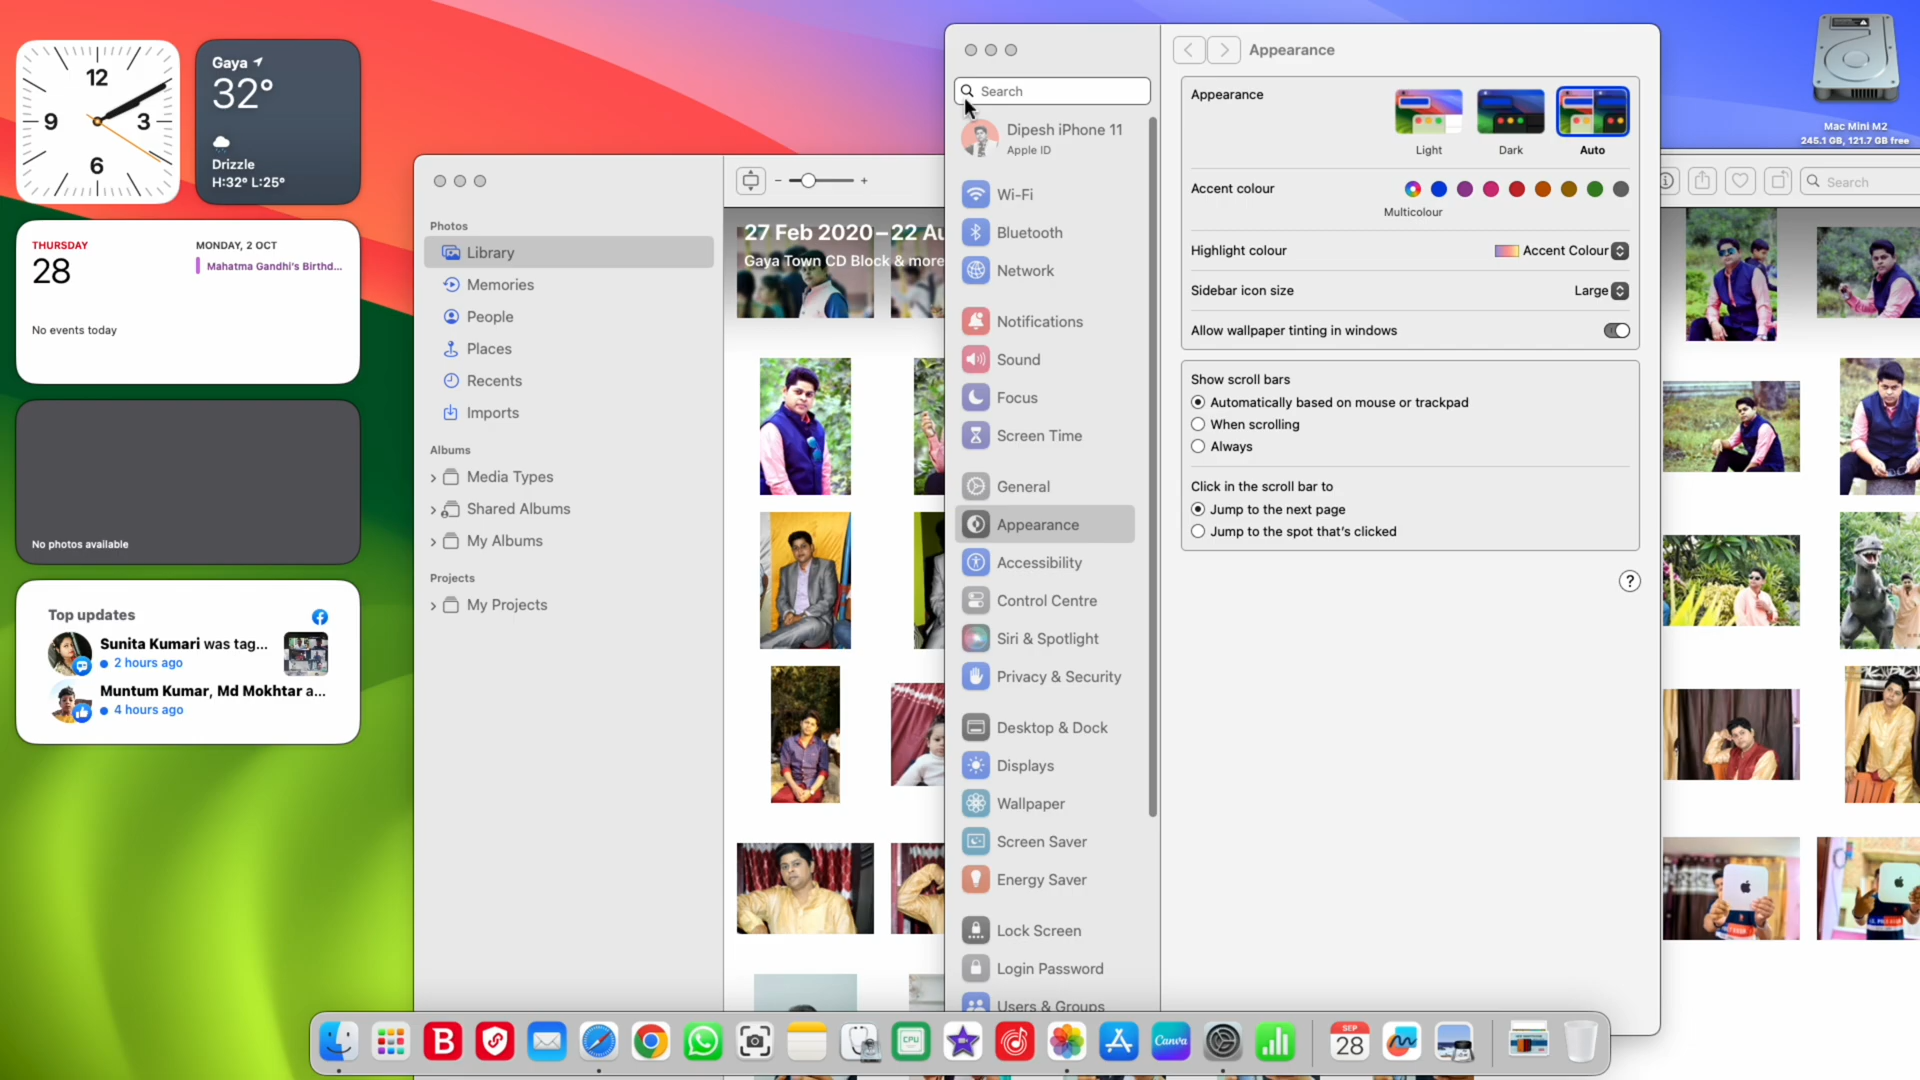 12
9
3
6
Gaya
32°
Drizzle
H:32° L:25°
THURSDAY
28
MONDAY, 2 OCT
Mahatma Gandhi's Birthd...
No events today
No photos available
Top updates
Sunita Kumari was tag...
2 hours ago
Muntum Kumar, Md Mokhtar a...
4 hours ago
Photos
Library
Memories
People
Places
Recents
Imports
Albums
Media Types
Shared Albums
My Albums
Projects
My Projects
27 Feb 2020 – 22 Au
Gaya Town CD Block & more
Search
Dipesh iPhone 11
Apple ID
Wi-Fi
Bluetooth
Network
Notifications
Sound
Focus
Screen Time
General
Appearance
Accessibility
Control Centre
Siri & Spotlight
Privacy & Security
Desktop & Dock
Displays
Wallpaper
Screen Saver
Energy Saver
Lock Screen
Login Password
Users & Groups
Appearance
Appearance
Light
Dark
Auto
Accent colour
Multicolour
Highlight colour
Accent Colour
Sidebar icon size
Large
Allow wallpaper tinting in windows
Show scroll bars
Automatically based on mouse or trackpad
When scrolling
Always
Click in the scroll bar to
Jump to the next page
Jump to the spot that's clicked
?
Mac Mini M2
245.1 GB, 121.7 GB free
Search
B
CPU
Canva
SEP
28